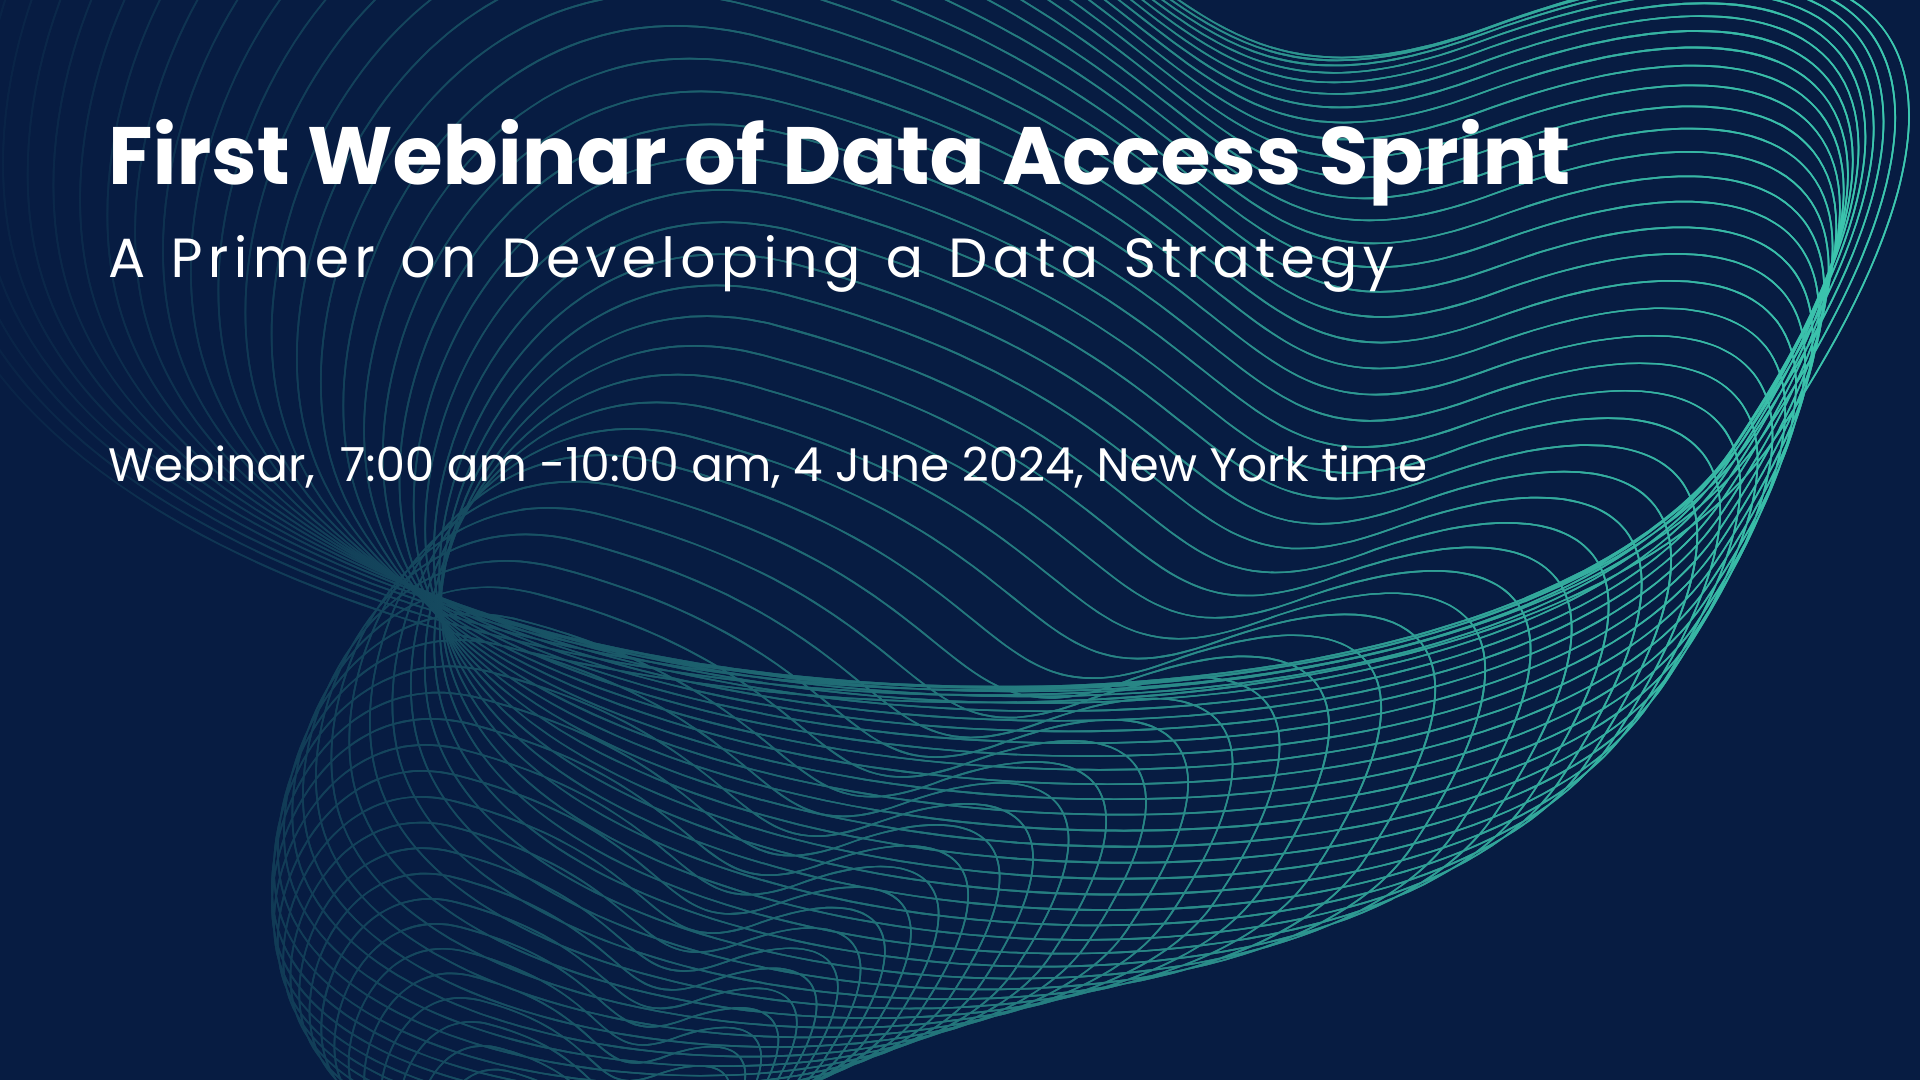 First Webinar of Data Access Sprint
A Primer on Developing a Data Strategy
Webinar,  7:00 am –10:00 am, 4 June 2024, New York time